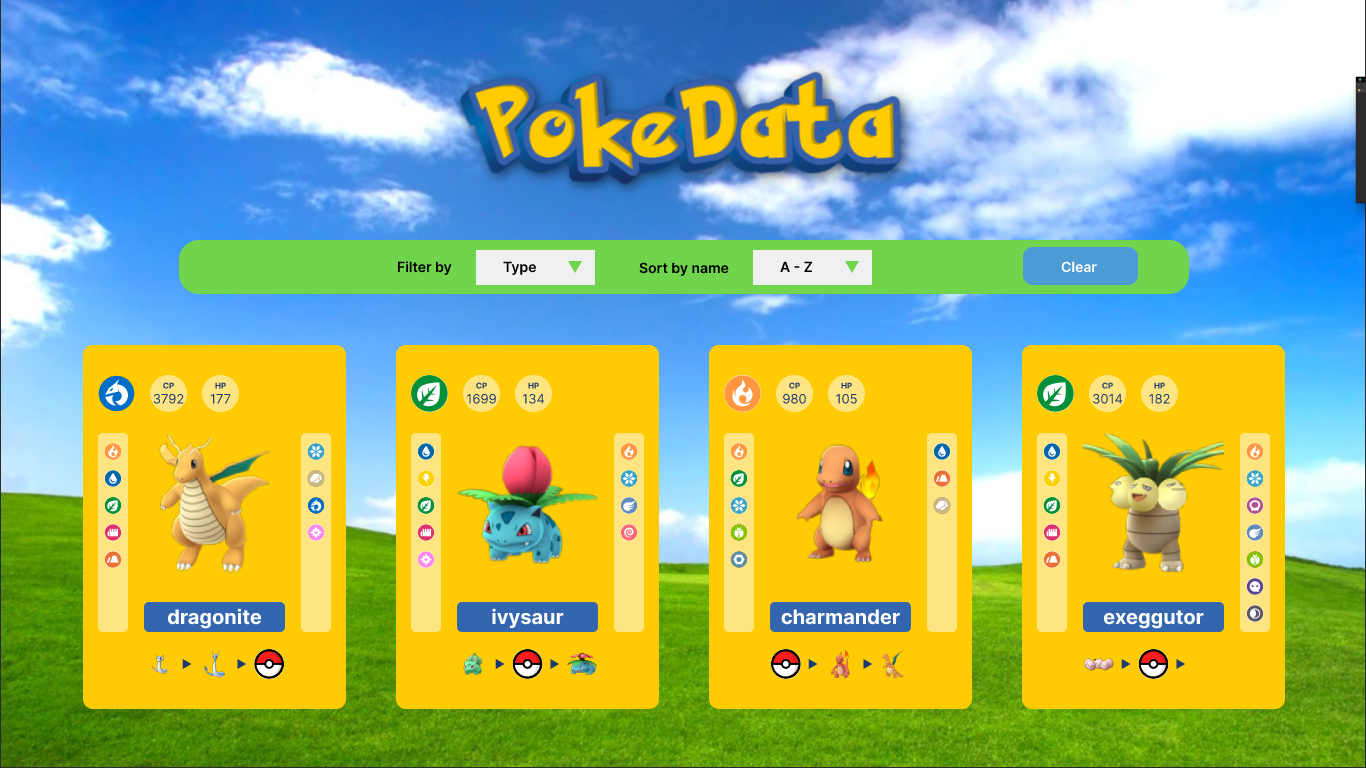 PokeData
Filter by Type Sort by name A - Z Clear
CP 3792 HP 177
dragonite
CP 1699 HP 134
ivysaur
CP 980 HP 105
charmander
CP 3014 HP 182
exeggutor